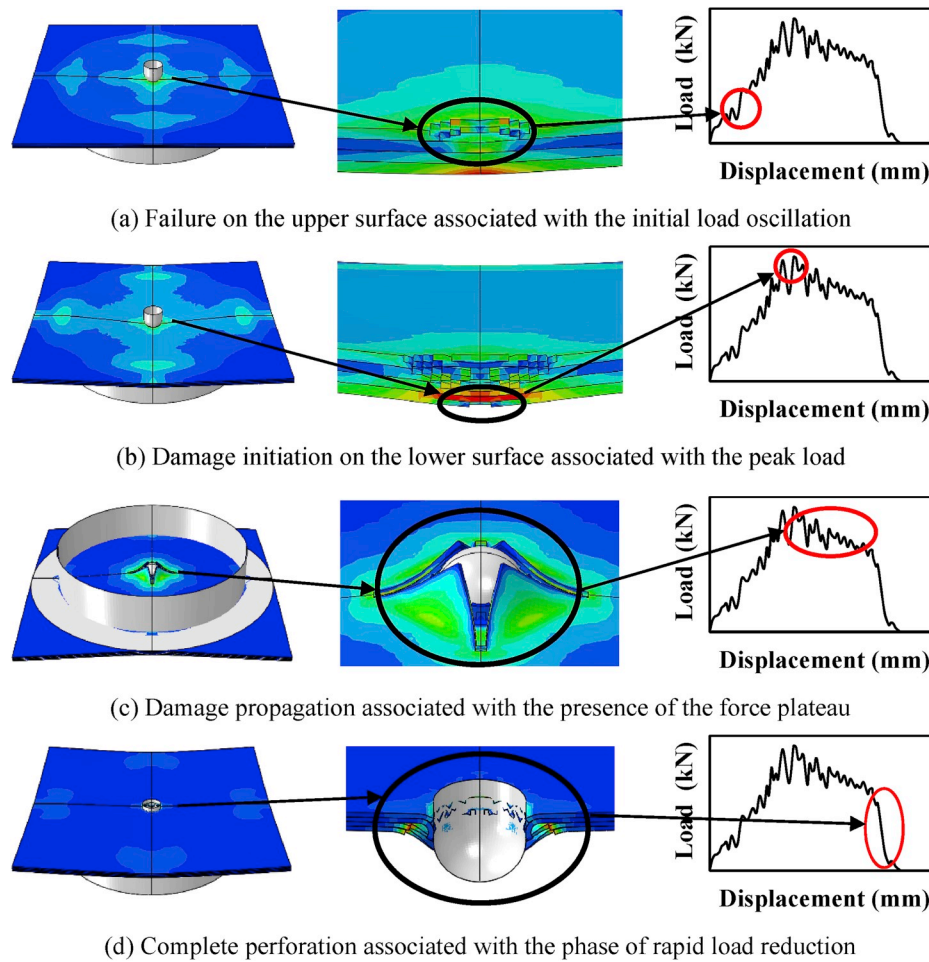 Load (kN)
Displacement (mm)
(a) Failure on the upper surface associated with the initial load oscillation
Load (kN)
Displacement (mm)
(b) Damage initiation on the lower surface associated with the peak load
Load (kN)
Displacement (mm)
(c) Damage propagation associated with the presence of the force plateau
Load (kN)
Displacement (mm)
(d) Complete perforation associated with the phase of rapid load reduction